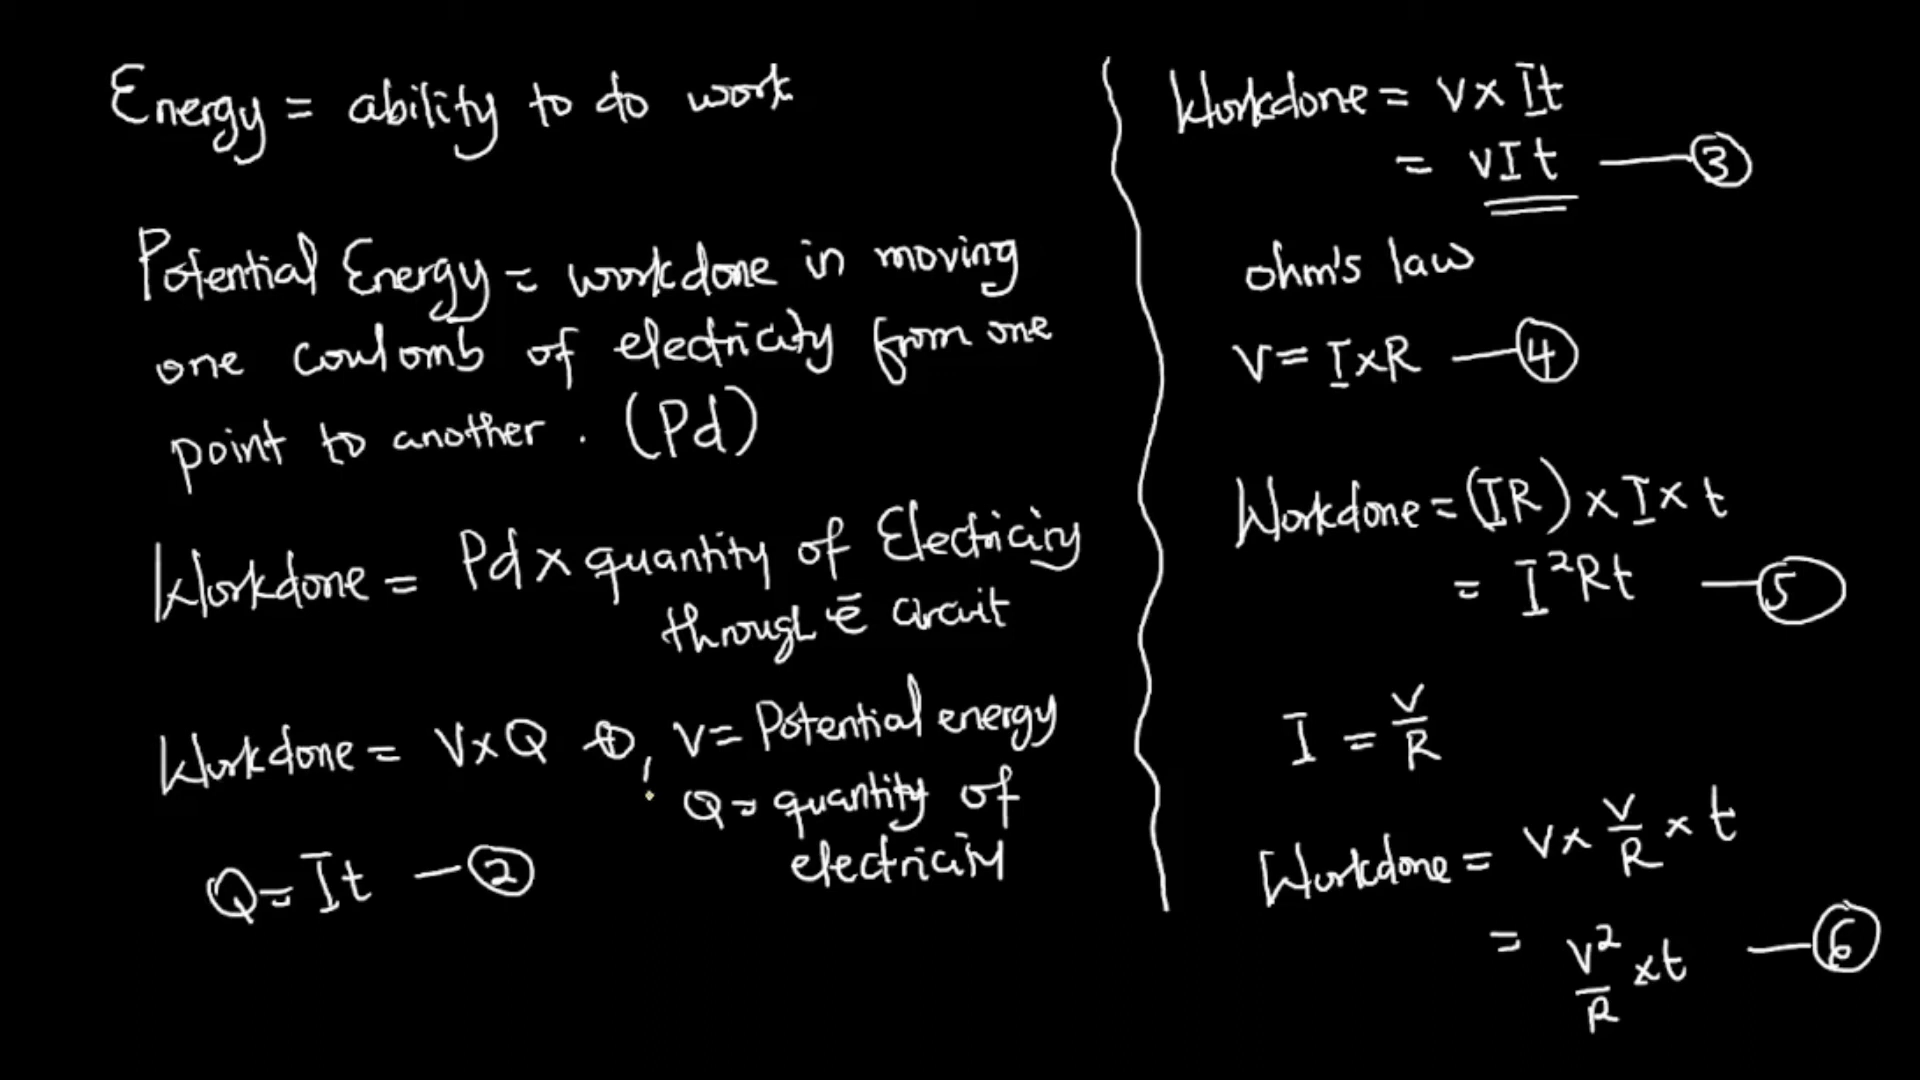 Energy = ability to do work
Potential Energy = workdone in moving
one coulomb of electricity from one
point to another. (Pd)
Workdone = Pd x quantity of Electricity
through ē circuit
Workdone = V x Q ①, V = Potential energy
Q = quantity of
electricity
Q = It — ②
Workdone = V x It
= VIt — ③
ohm's law
V = I x R — ④
Workdone = (IR) x I x t
= I²Rt — ⑤
I = V/R
Workdone = V x V/R x t
= V²/R x t — ⑥